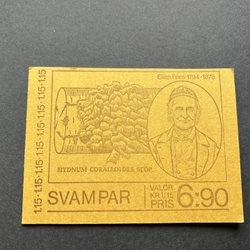 Elias Fries 1794-1878
HYDNUM CORALLOIDES, SCOP.
1.15·1.15·1.15·1.15·1.15·1.15
SVAMPAR
VALÖR
KR 1.15
PRIS 6:90